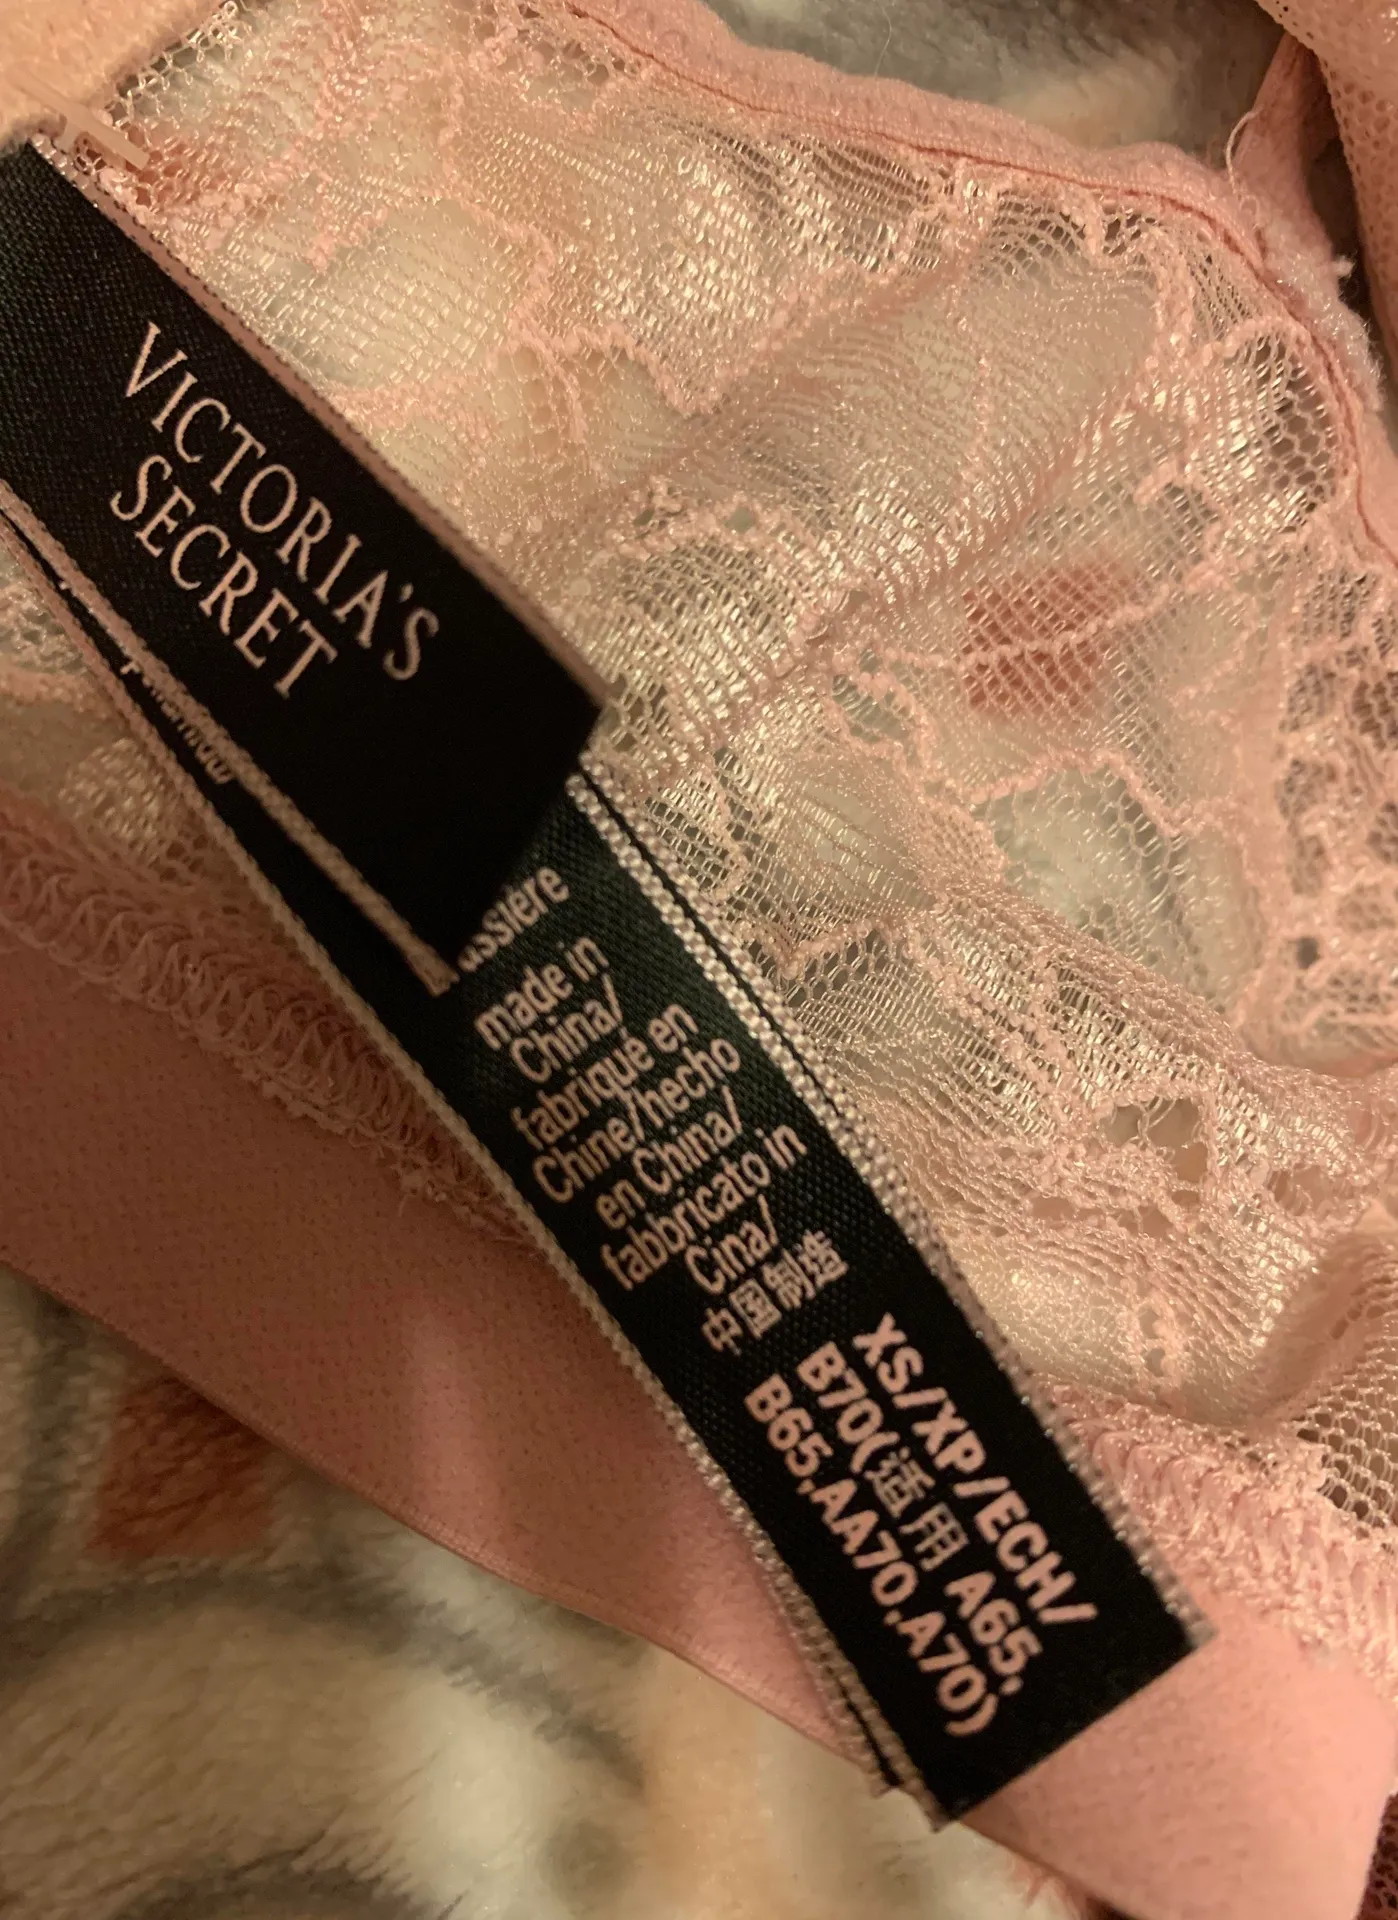 VICTORIA'S
SECRET
made in
China/
fabriqué en
Chine/hecho
en China/
fabbricato in
Cina/
中国制造
XS/XP/ECH/
B70(适用 A65,
B65,AA70,A70)